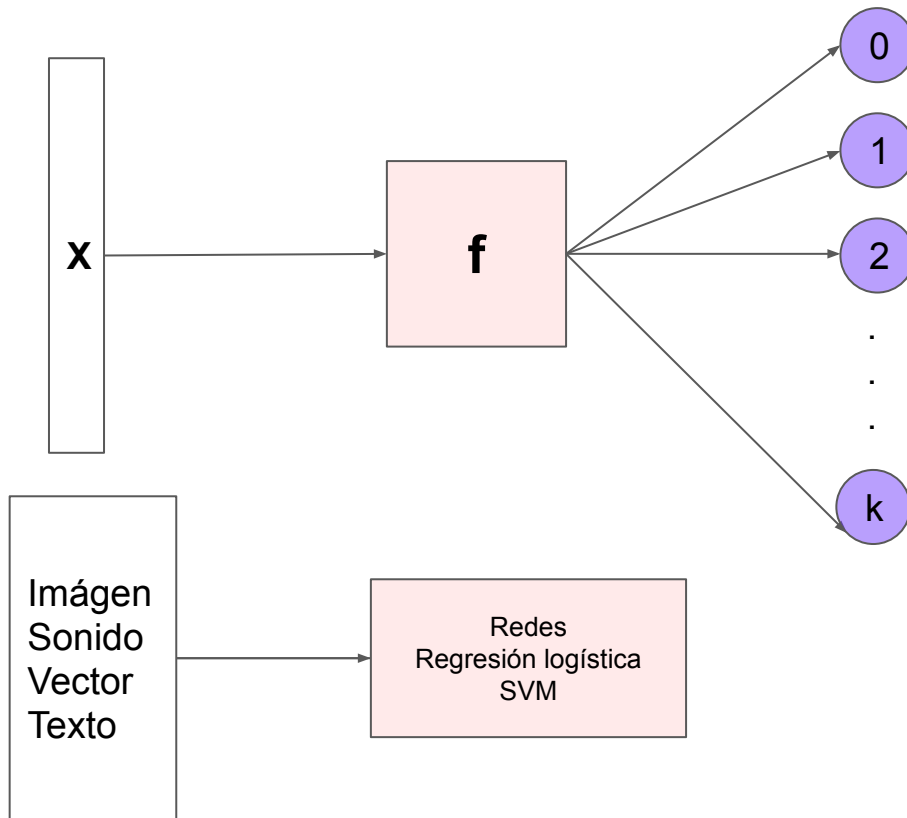 0
1
X
f
2
.
.
.
k
Imágen
Sonido
Vector
Texto
Redes
Regresión logística
SVM